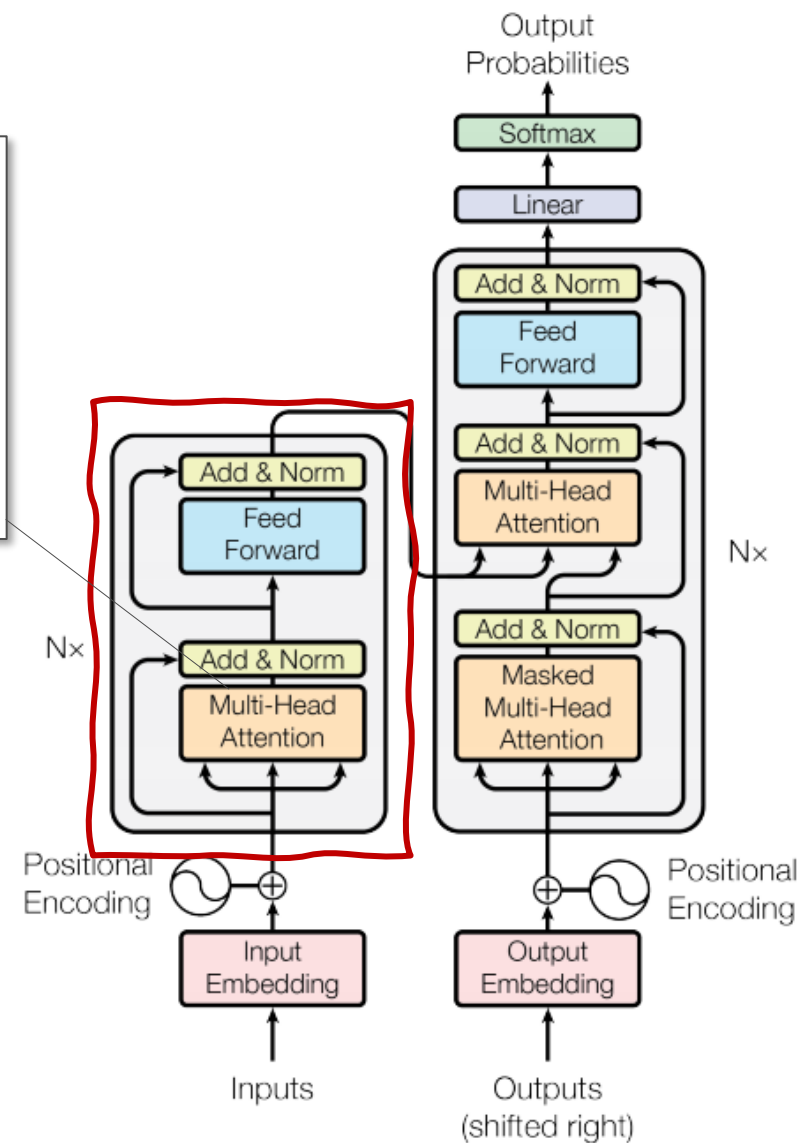 Output
Probabilities
Softmax
Linear
Add & Norm
Feed
Forward
Add & Norm
Multi-Head
Attention
Nx
Add & Norm
Masked
Multi-Head
Attention
Add & Norm
Feed
Forward
Nx
Add & Norm
Multi-Head
Attention
Positional
Encoding
Positional
Encoding
Input
Embedding
Output
Embedding
Inputs
Outputs
(shifted right)